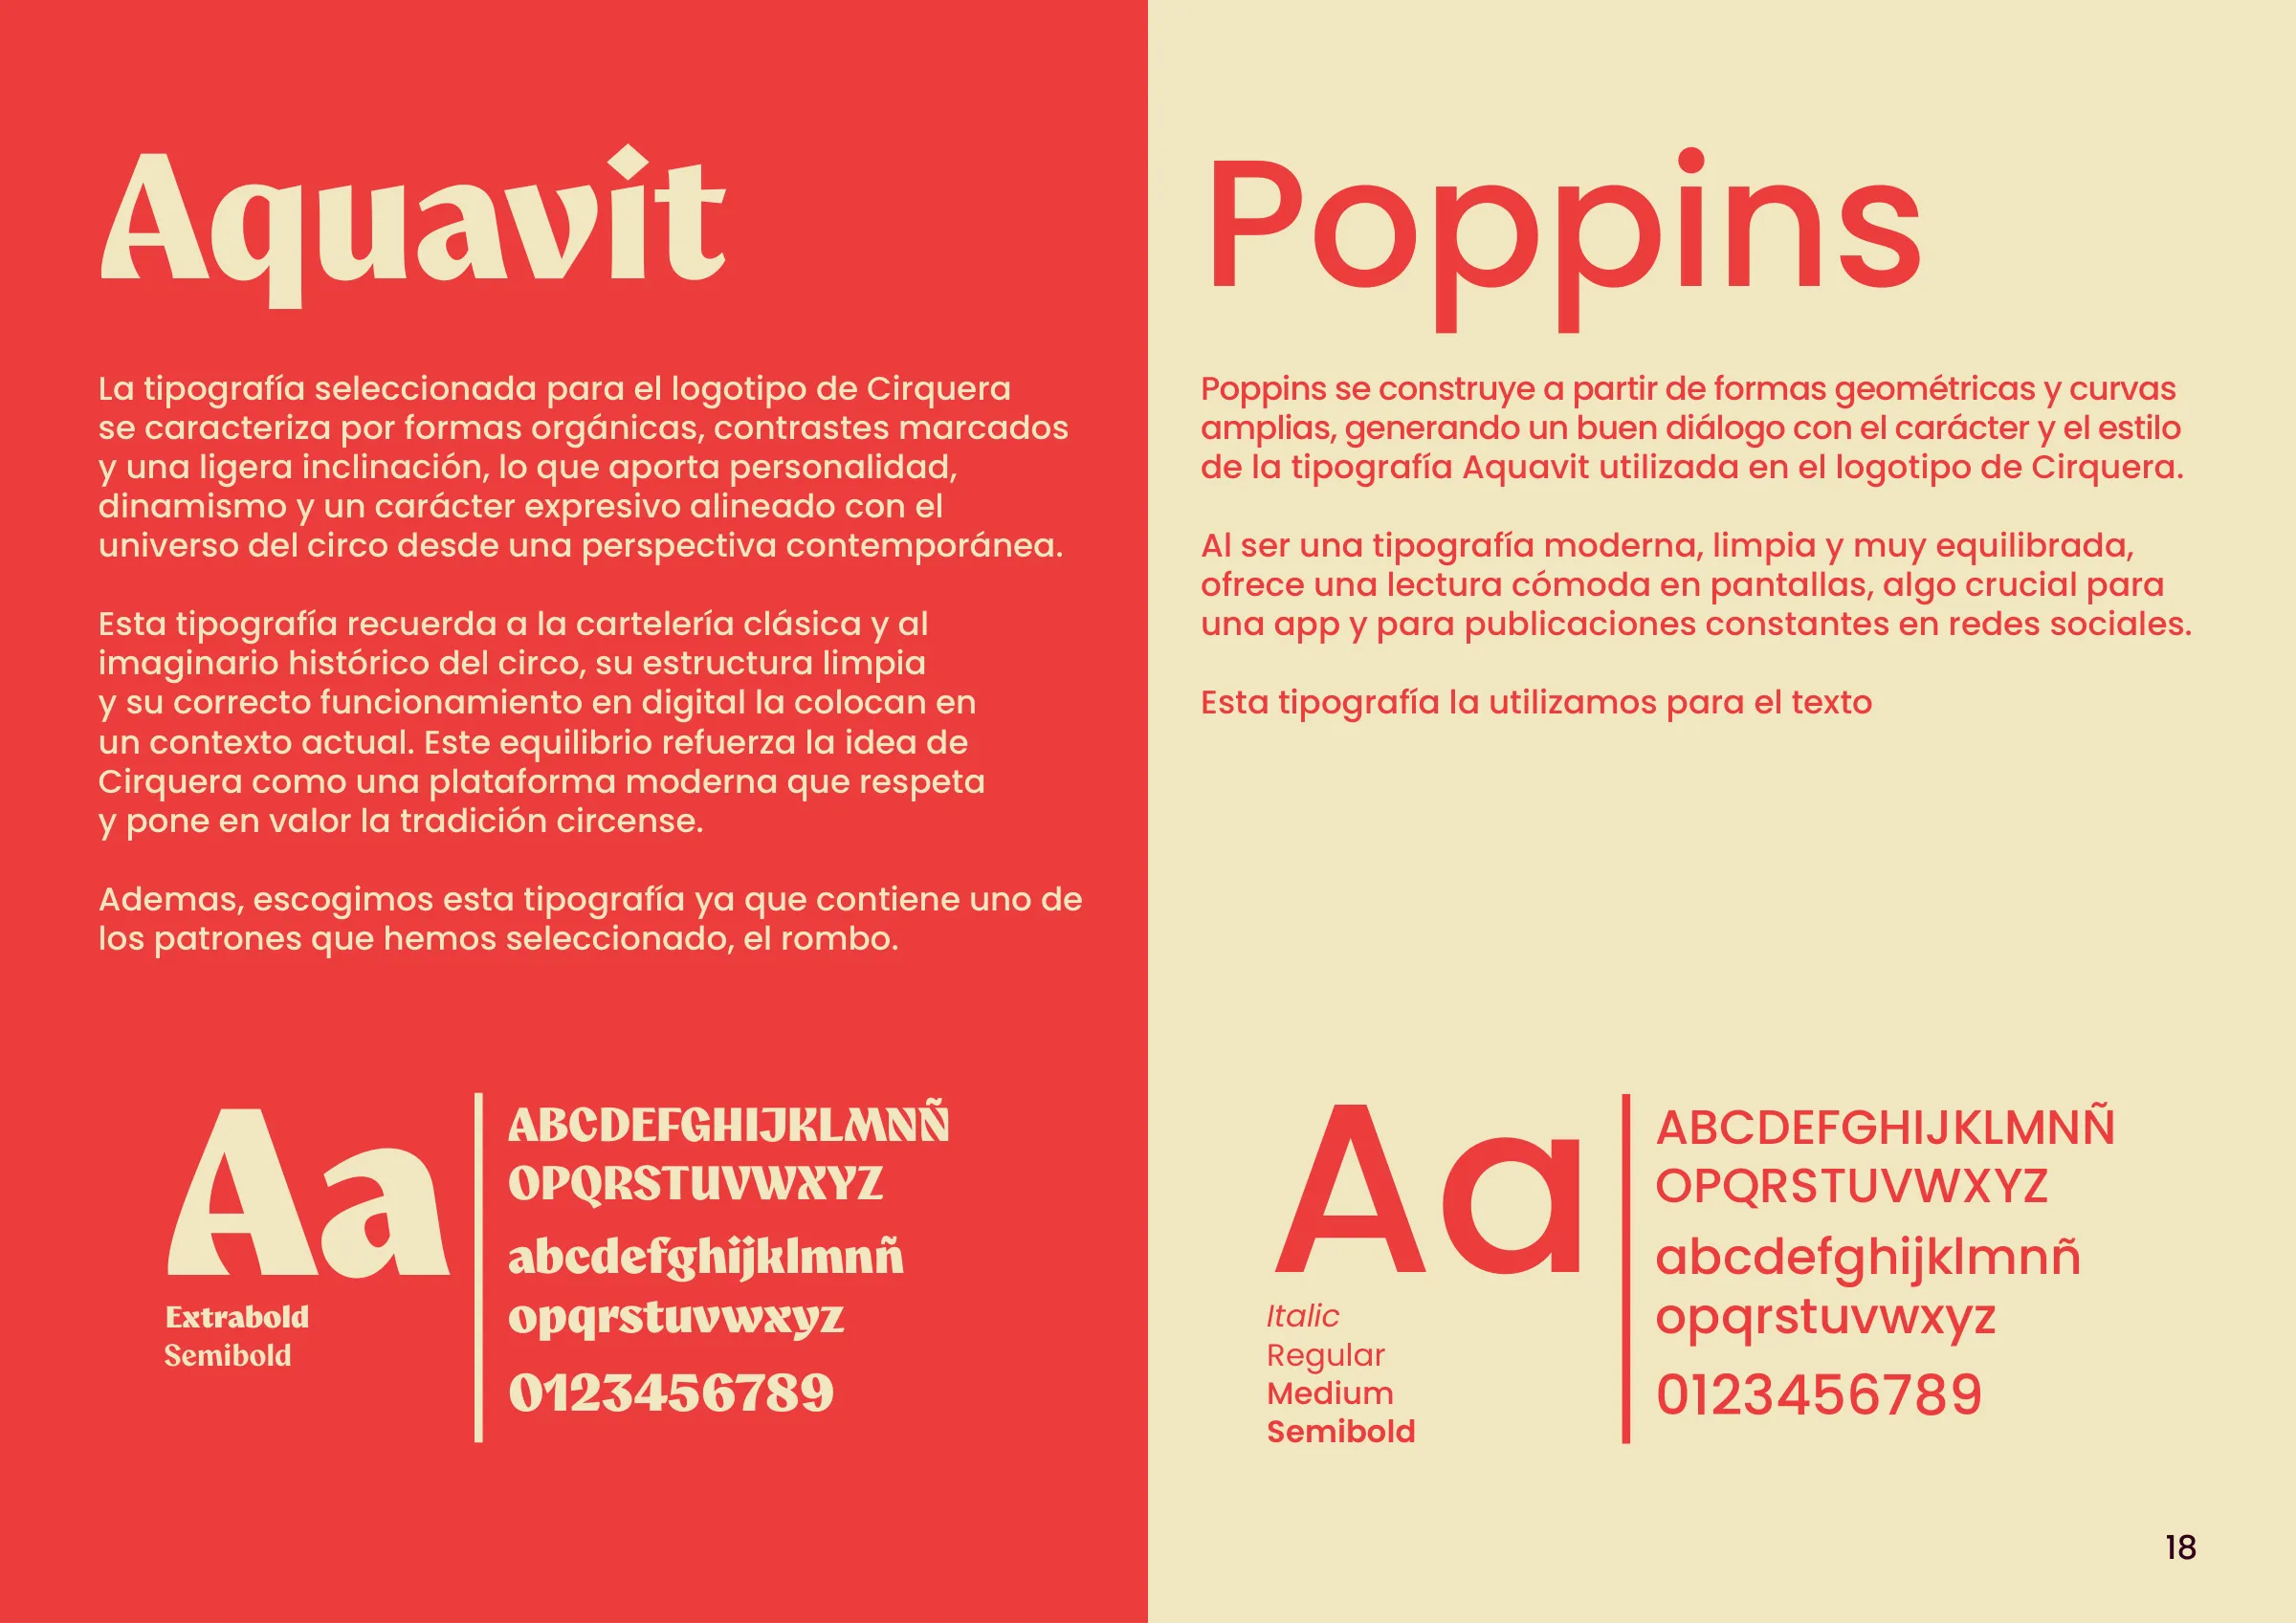 Aquavit
La tipografía seleccionada para el logotipo de Cirquera
se caracteriza por formas orgánicas, contrastes marcados
y una ligera inclinación, lo que aporta personalidad,
dinamismo y un carácter expresivo alineado con el
universo del circo desde una perspectiva contemporánea.
Esta tipografía recuerda a la cartelería clásica y al
imaginario histórico del circo, su estructura limpia
y su correcto funcionamiento en digital la colocan en
un contexto actual. Este equilibrio refuerza la idea de
Cirquera como una plataforma moderna que respeta
y pone en valor la tradición circense.
Ademas, escogimos esta tipografía ya que contiene uno de
los patrones que hemos seleccionado, el rombo.
Aa
Extrabold
Semibold
ABCDEFGHIJKLMNÑ
OPQRSTUVWXYZ
abcdefghijklmnñ
opqrstuvwxyz
0123456789
Poppins
Poppins se construye a partir de formas geométricas y curvas
amplias, generando un buen diálogo con el carácter y el estilo
de la tipografía Aquavit utilizada en el logotipo de Cirquera.
Al ser una tipografía moderna, limpia y muy equilibrada,
ofrece una lectura cómoda en pantallas, algo crucial para
una app y para publicaciones constantes en redes sociales.
Esta tipografía la utilizamos para el texto
Aa
Italic
Regular
Medium
Semibold
ABCDEFGHIJKLMNÑ
OPQRSTUVWXYZ
abcdefghijklmnñ
opqrstuvwxyz
0123456789
18